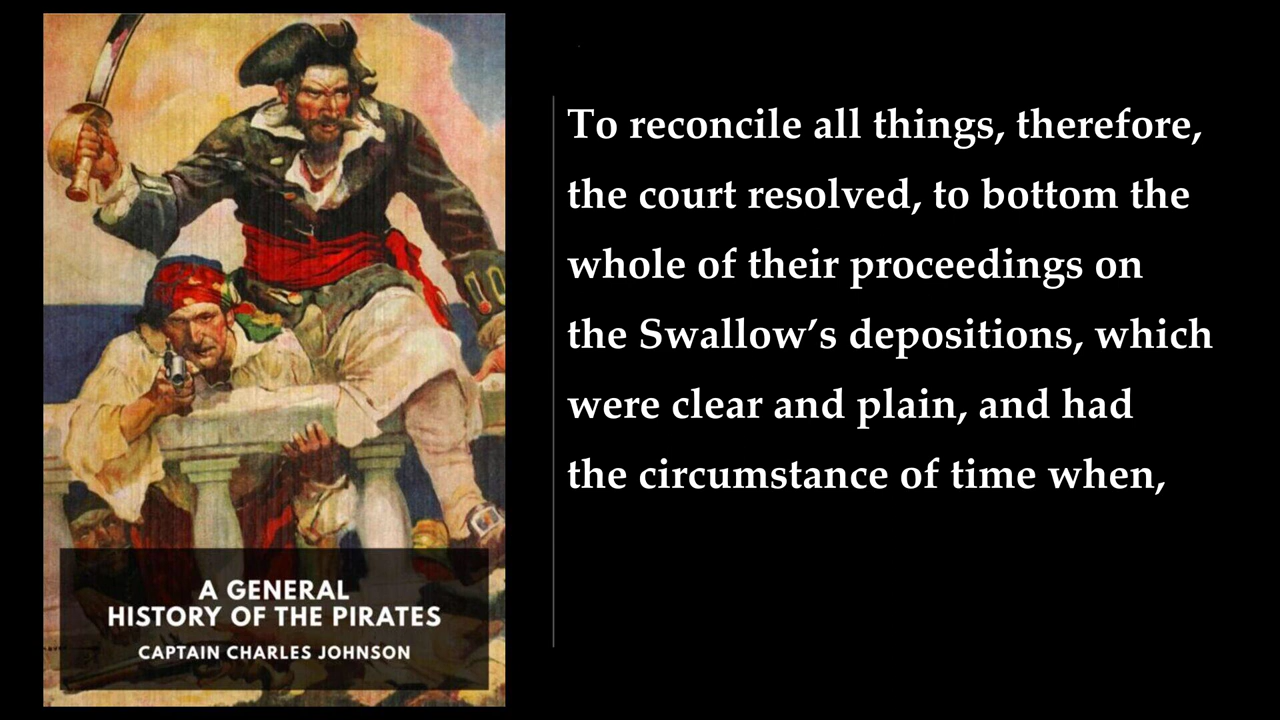 To reconcile all things, therefore,
the court resolved, to bottom the
whole of their proceedings on
the Swallow’s depositions, which
were clear and plain, and had
the circumstance of time when,
A GENERAL
HISTORY OF THE PIRATES
CAPTAIN CHARLES JOHNSON